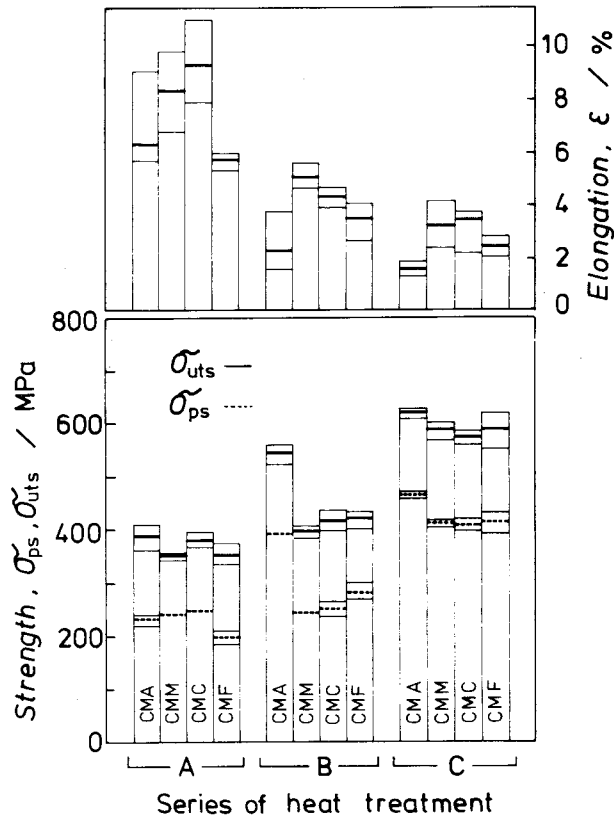 10
8
6
4
2
0
Elongation, ε / %
800
600
400
200
0
Strength, σps, σuts / MPa
σuts
σps
CMA
CMM
CMC
CMF
CMA
CMM
CMC
CMF
CMA
CMM
CMC
CMF
A
B
C
Series of heat treatment